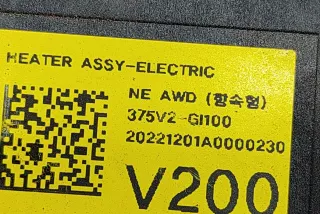 HEATER ASSY-ELECTRIC
NE AWD (항속형)
375V2-GI100
20221201A0000230
V200